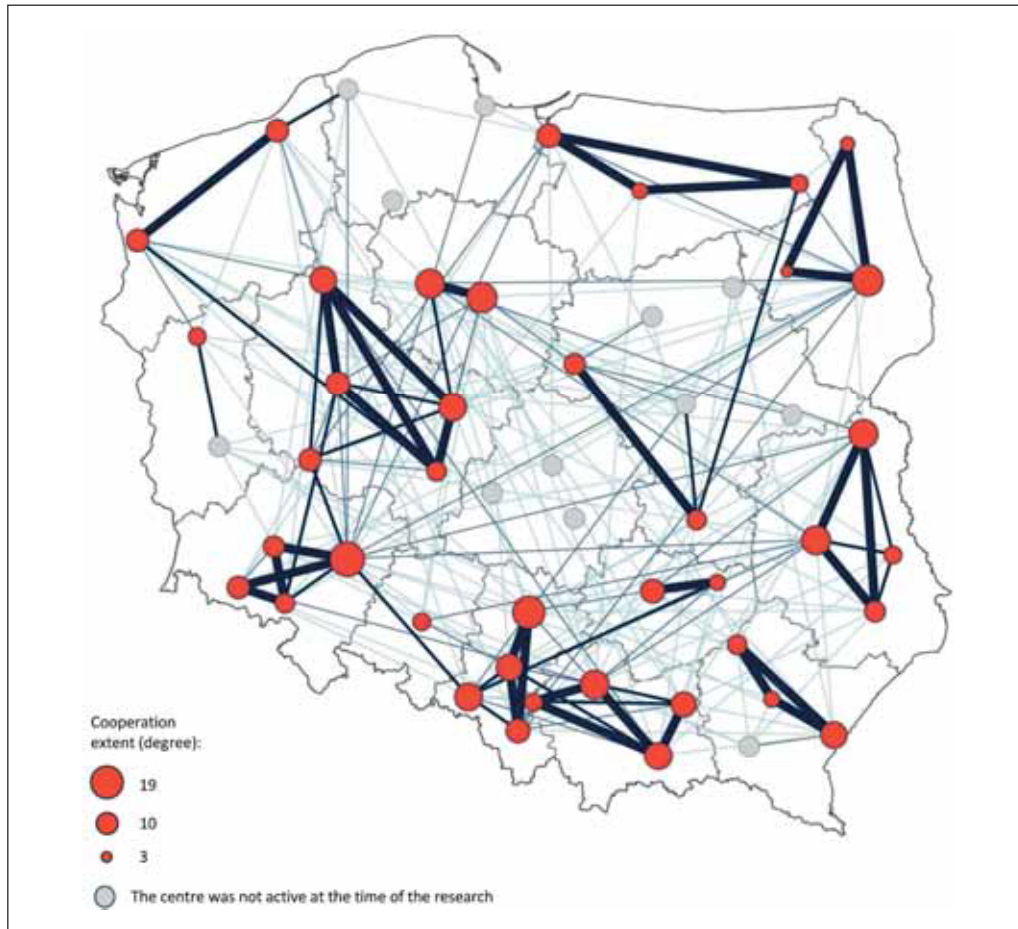 Cooperation
extent (degree):
19
10
3
The centre was not active at the time of the research